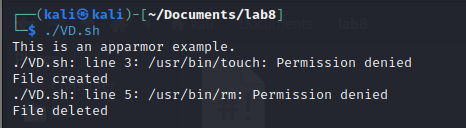 ┌──(kali㉿kali)-[~/Documents/lab8]
└─$ ./VD.sh
This is an apparmor example.
./VD.sh: line 3: /usr/bin/touch: Permission denied
File created
./VD.sh: line 5: /usr/bin/rm: Permission denied
File deleted